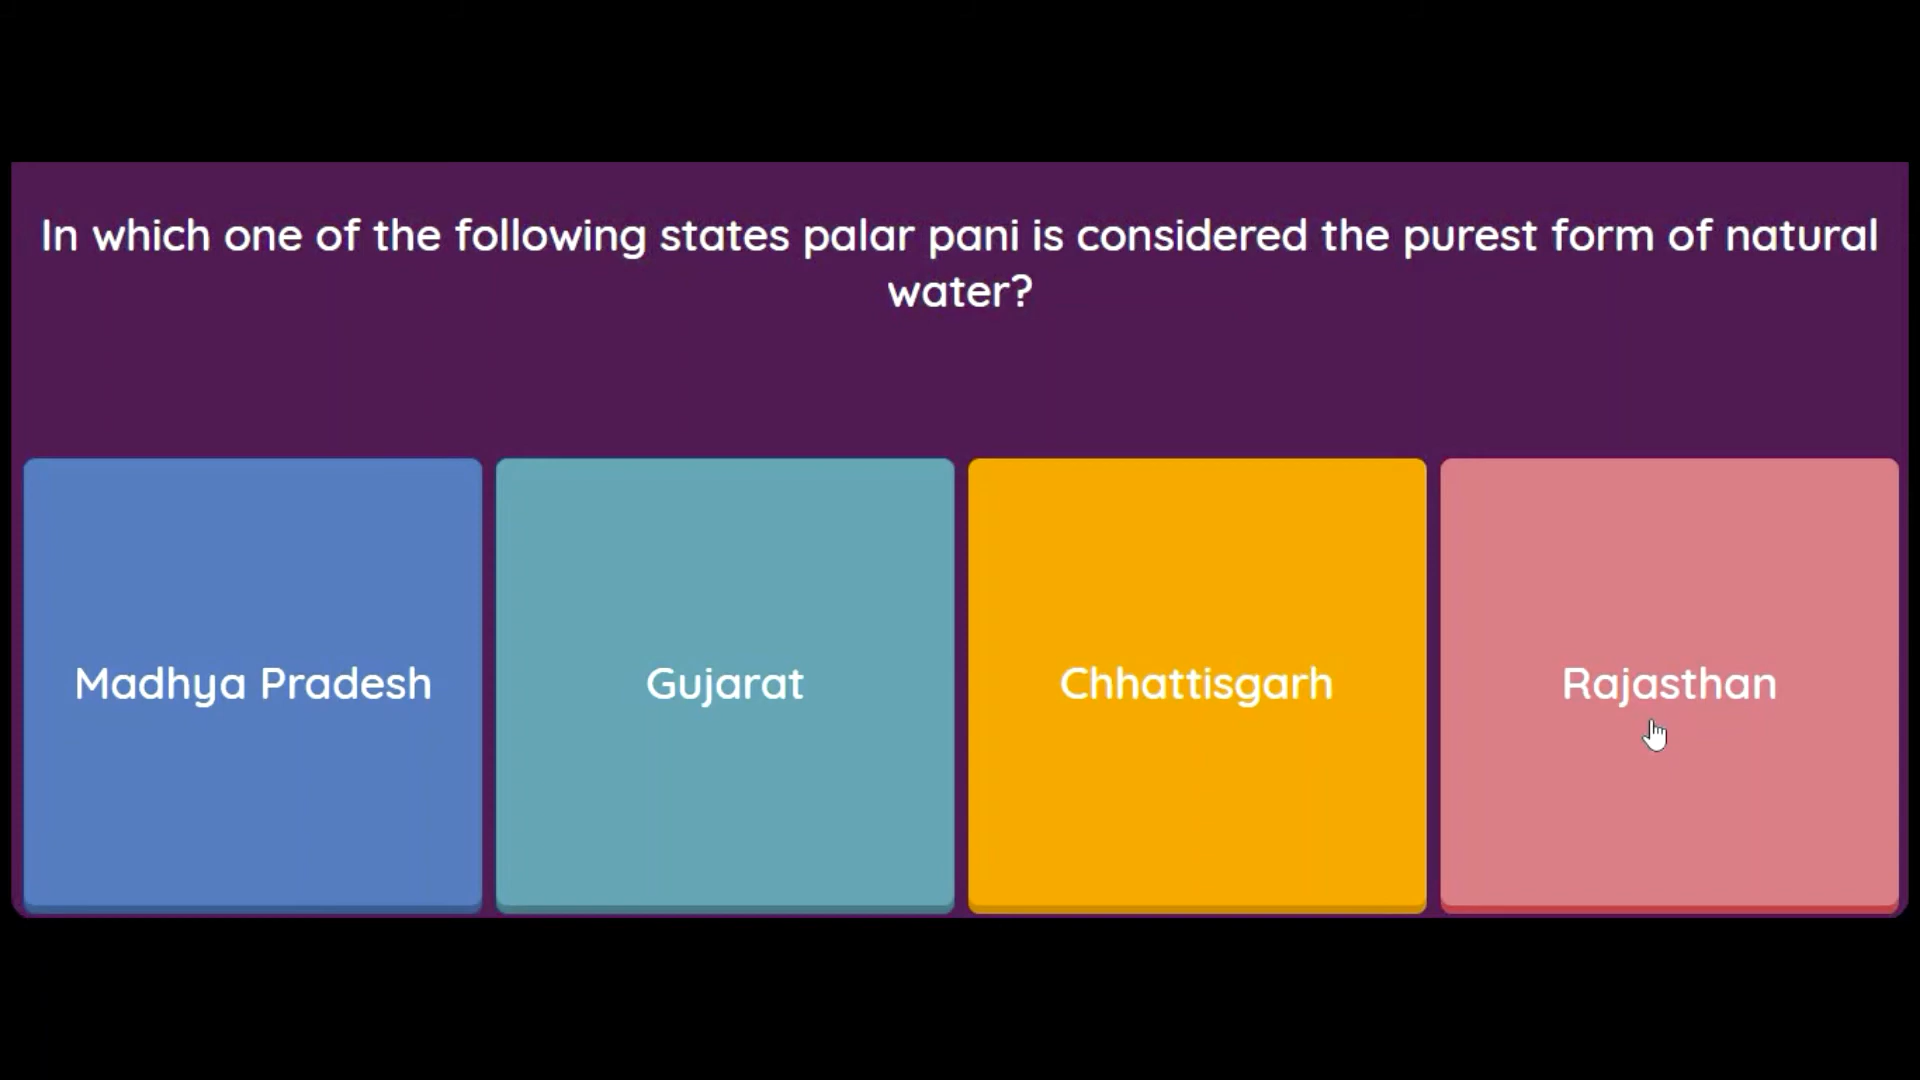 In which one of the following states palar pani is considered the purest form of natural
water?
Madhya Pradesh
Gujarat
Chhattisgarh
Rajasthan